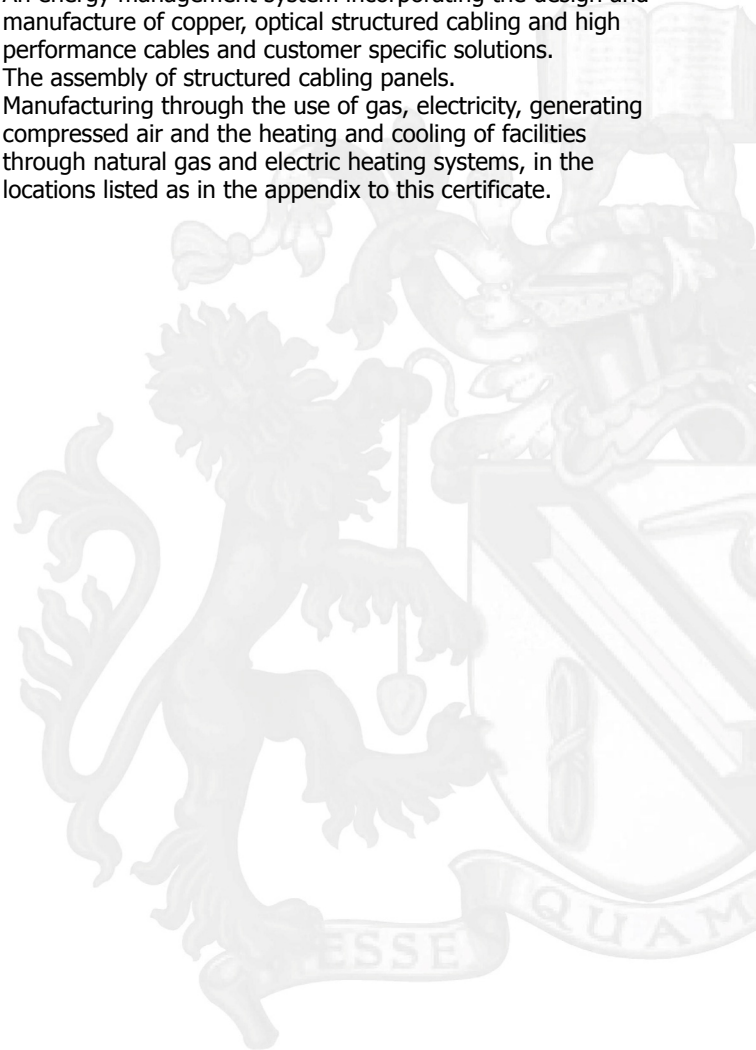 An energy management system incorporating the design and
manufacture of copper, optical structured cabling and high
performance cables and customer specific solutions.
The assembly of structured cabling panels.
Manufacturing through the use of gas, electricity, generating
compressed air and the heating and cooling of facilities
through natural gas and electric heating systems, in the
locations listed as in the appendix to this certificate.
ESSE QUAM